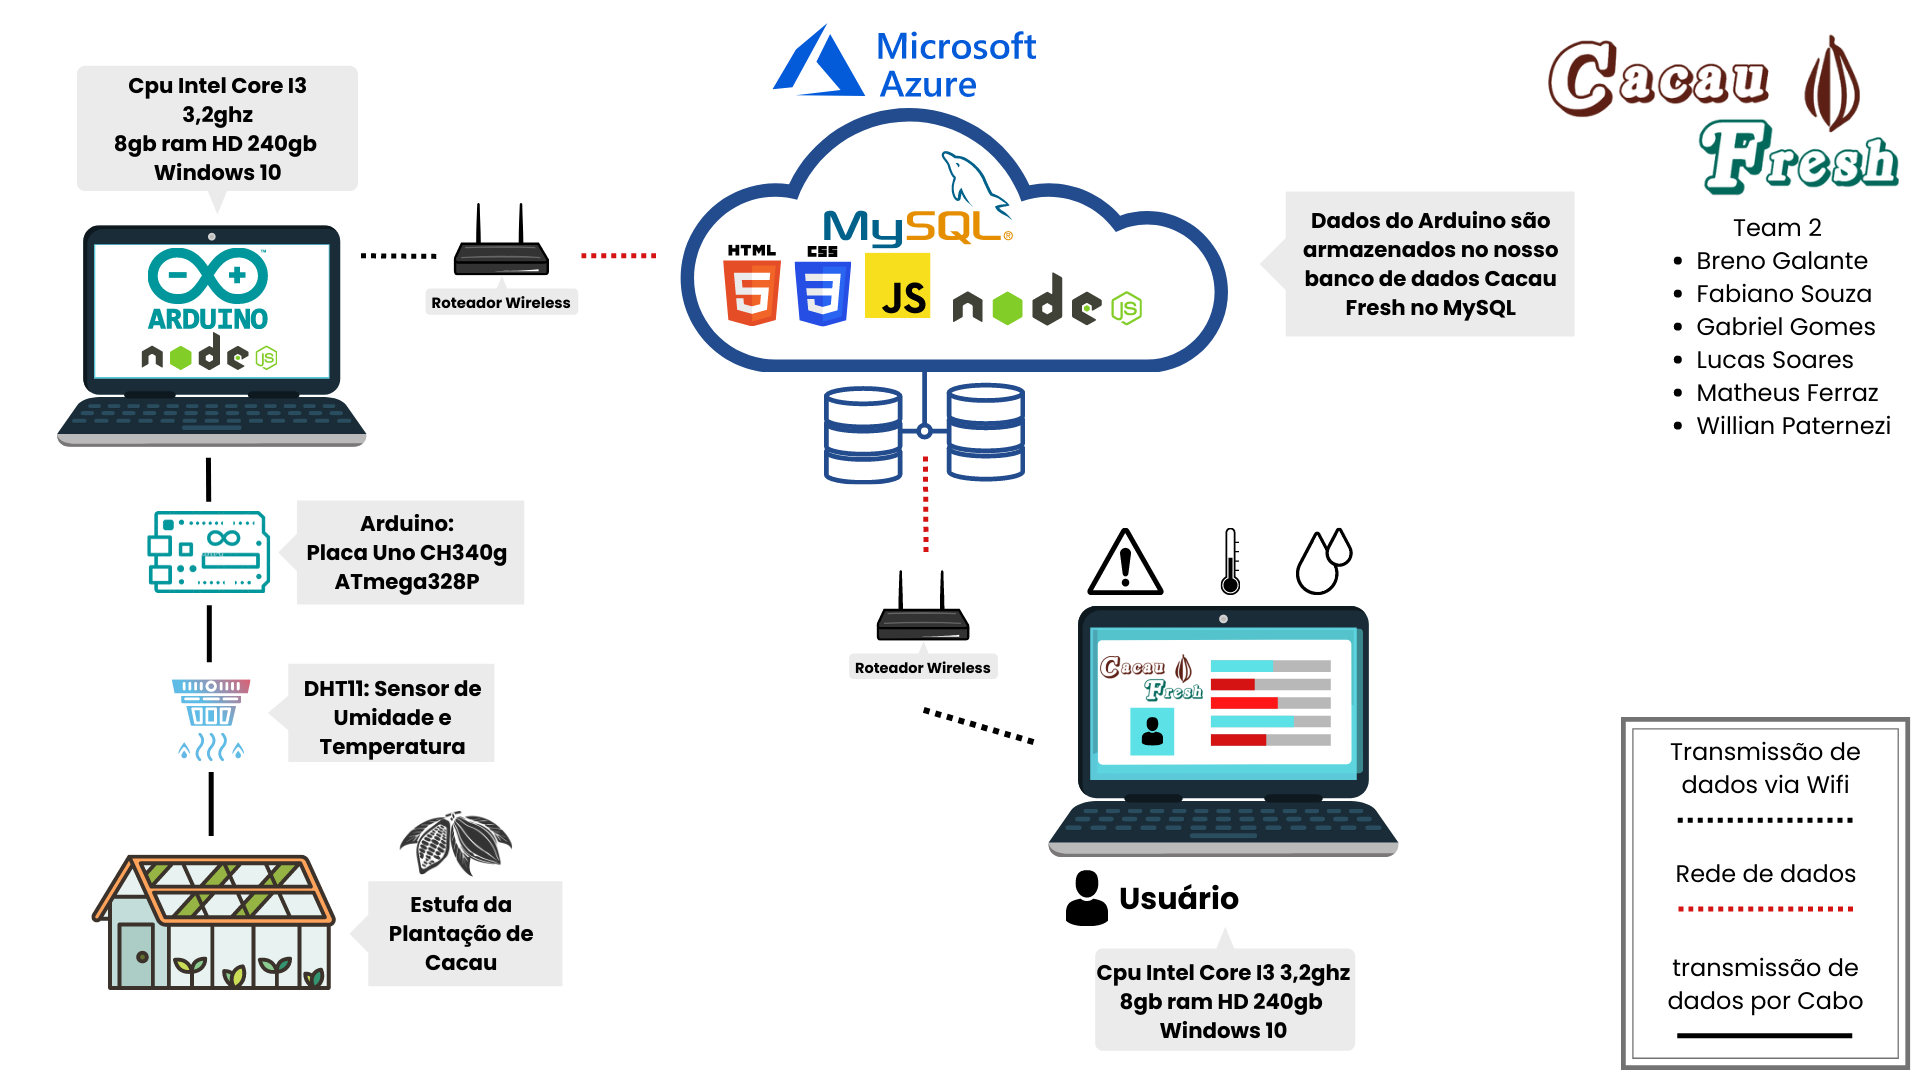 Microsoft
Azure
Cacau
Fresh
Cpu Intel Core I3
3,2ghz
8gb ram HD 240gb
Windows 10
ARDUINO
node JS
Roteador Wireless
MySQL®
HTML
5
CSS
3
JS
node JS
Dados do Arduino são
armazenados no nosso
banco de dados Cacau
Fresh no MySQL
Team 2
• Breno Galante
• Fabiano Souza
• Gabriel Gomes
• Lucas Soares
• Matheus Ferraz
• Willian Paternezi
Arduino:
Placa Uno CH340g
ATmega328P
DHT11: Sensor de
Umidade e
Temperatura
Estufa da
Plantação de
Cacau
Roteador Wireless
Cacau
Fresh
Usuário
Cpu Intel Core I3 3,2ghz
8gb ram HD 240gb
Windows 10
Transmissão de
dados via Wifi
Rede de dados
transmissão de
dados por Cabo